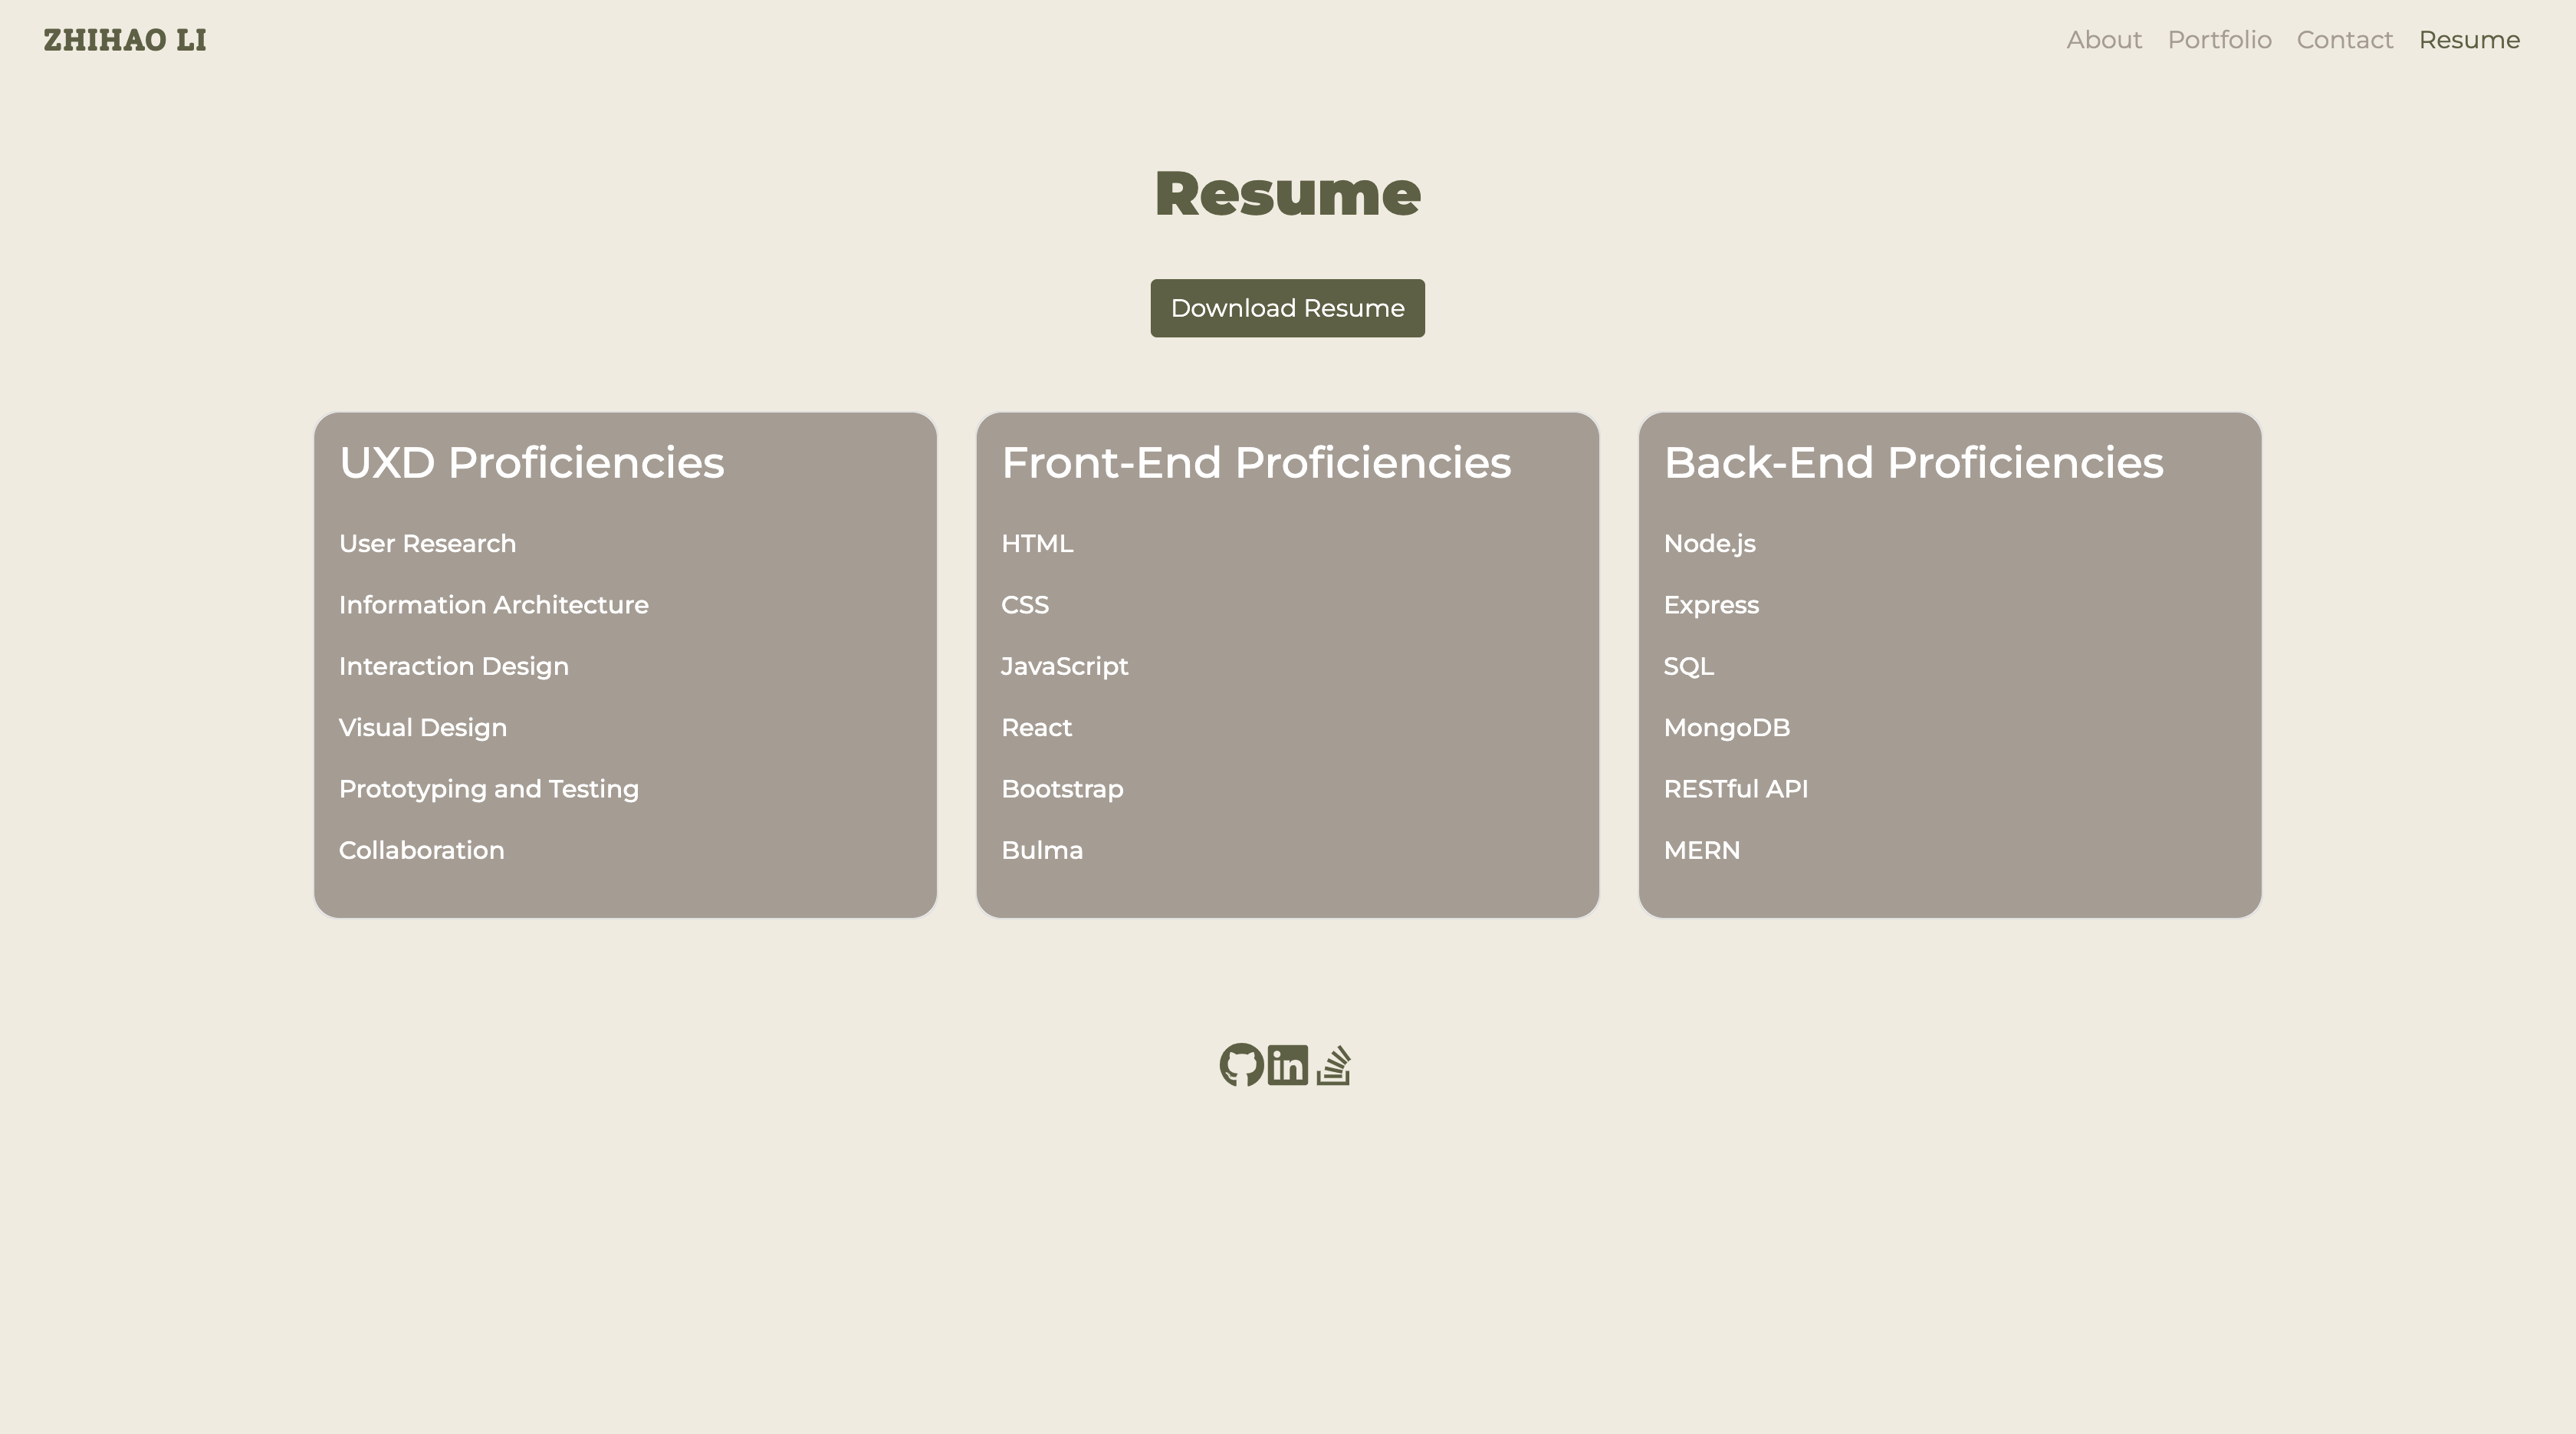 ZHIHAO LI
About Portfolio Contact Resume
Resume
Download Resume
UXD Proficiencies
User Research
Information Architecture
Interaction Design
Visual Design
Prototyping and Testing
Collaboration
Front-End Proficiencies
HTML
CSS
JavaScript
React
Bootstrap
Bulma
Back-End Proficiencies
Node.js
Express
SQL
MongoDB
RESTful API
MERN
in